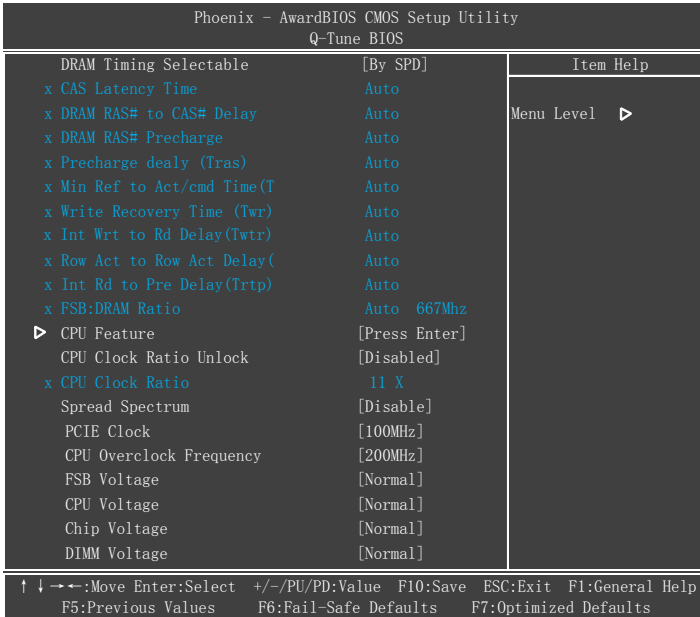 Phoenix - AwardBIOS CMOS Setup Utility
Q-Tune BIOS
DRAM Timing Selectable [By SPD]
x CAS Latency Time Auto
x DRAM RAS# to CAS# Delay Auto
x DRAM RAS# Precharge Auto
x Precharge dealy (Tras) Auto
x Min Ref to Act/cmd Time(T Auto
x Write Recovery Time (Twr) Auto
x Int Wrt to Rd Delay(Twtr) Auto
x Row Act to Row Act Delay( Auto
x Int Rd to Pre Delay(Trtp) Auto
x FSB:DRAM Ratio Auto 667Mhz
CPU Feature [Press Enter]
CPU Clock Ratio Unlock [Disabled]
x CPU Clock Ratio 11 X
Spread Spectrum [Disable]
PCIE Clock [100MHz]
CPU Overclock Frequency [200MHz]
FSB Voltage [Normal]
CPU Voltage [Normal]
Chip Voltage [Normal]
DIMM Voltage [Normal]
Item Help
Menu Level
↑↓→←:Move Enter:Select +/-/PU/PD:Value F10:Save ESC:Exit F1:General Help
F5:Previous Values F6:Fail-Safe Defaults F7:Optimized Defaults